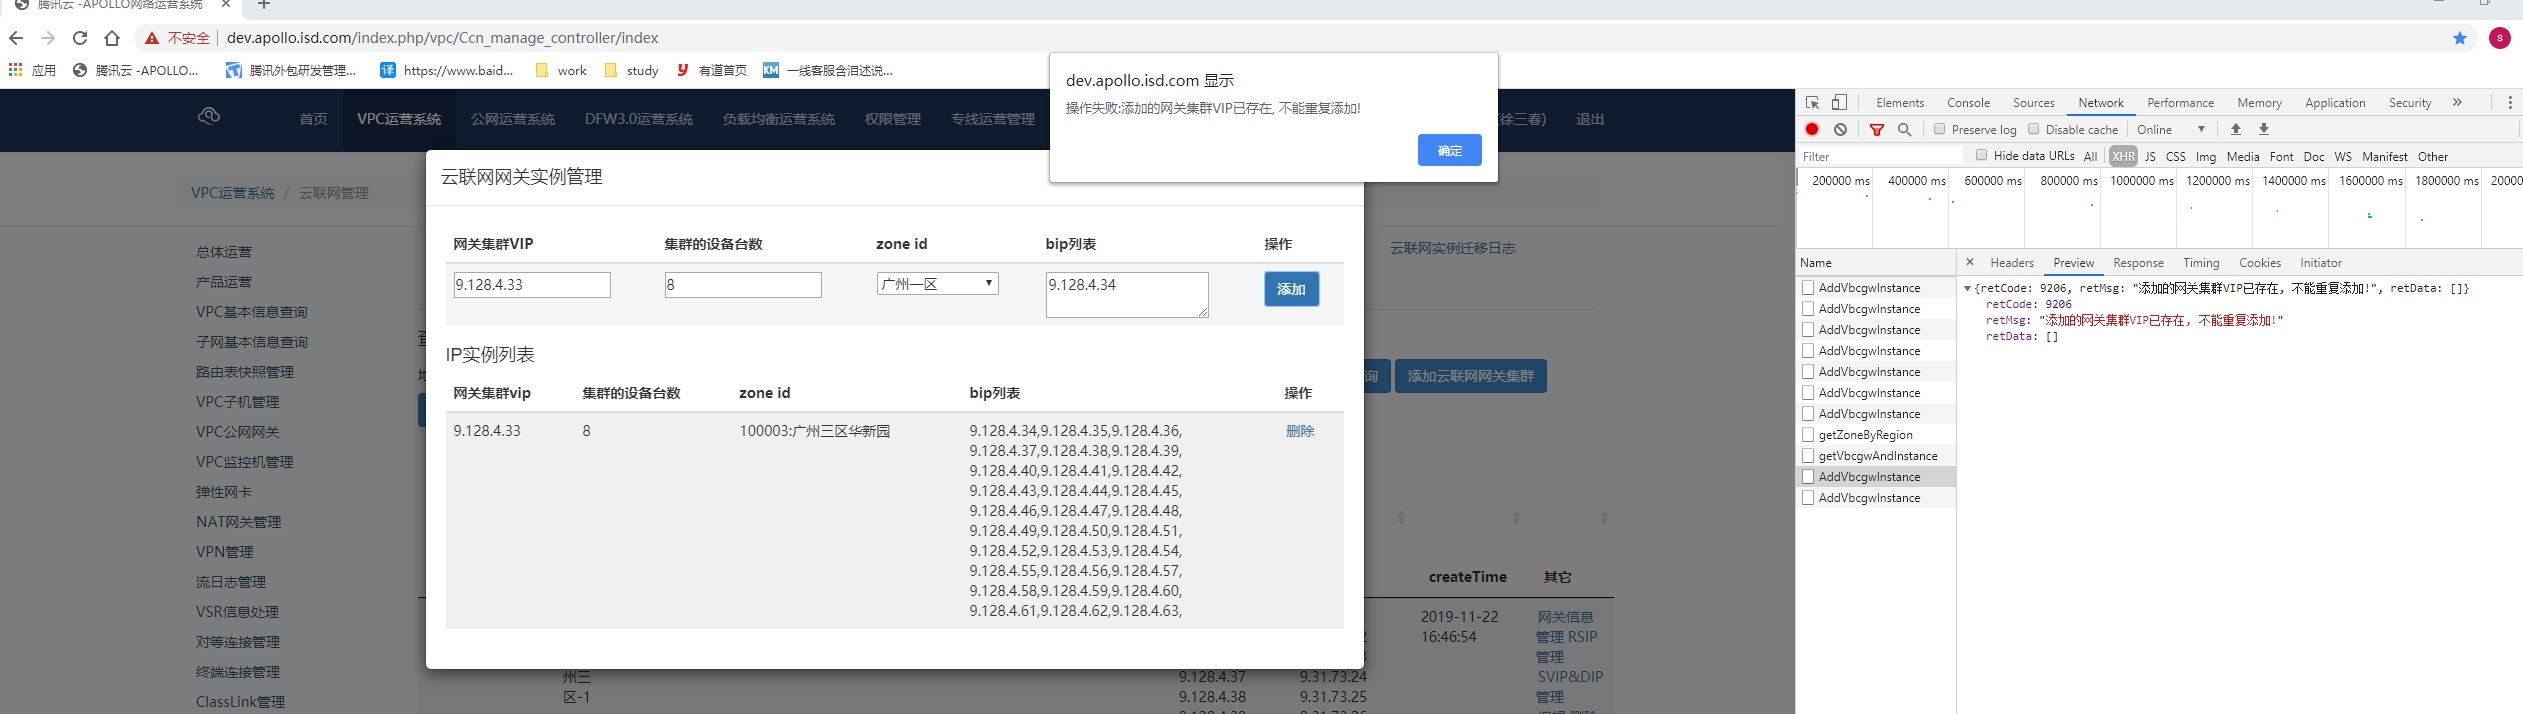 腾讯云 -APOLLO网络运营系统
不安全 dev.apollo.isd.com/index.php/vpc/Ccn_manage_controller/index
S
应用 腾讯云 -APOLLO... 腾讯外包研发管理... 译 https://www.baid... work study 有道首页 KM 一线客服含泪述说...
dev.apollo.isd.com 显示
操作失败:添加的网关集群VIP已存在, 不能重复添加!
确定
首页 VPC运营系统 公网运营系统 DFW3.0运营系统 负载均衡运营系统 权限管理 专线运营管理 (徐三春) 退出
VPC运营系统 / 云联网管理
总体运营
产品运营
VPC基本信息查询
子网基本信息查询
路由表快照管理
VPC子机管理
VPC公网网关
VPC监控机管理
弹性网卡
NAT网关管理
VPN管理
流日志管理
VSR信息处理
对等连接管理
终端连接管理
ClassLink管理
云联网网关实例管理
网关集群VIP 集群的设备台数 zone id bip列表 操作
9.128.4.33 8 广州一区 9.128.4.34 添加
IP实例列表
网关集群vip 集群的设备台数 zone id bip列表 操作
9.128.4.33 8 100003:广州三区华新园 9.128.4.34,9.128.4.35,9.128.4.36, 删除
9.128.4.37,9.128.4.38,9.128.4.39,
9.128.4.40,9.128.4.41,9.128.4.42,
9.128.4.43,9.128.4.44,9.128.4.45,
9.128.4.46,9.128.4.47,9.128.4.48,
9.128.4.49,9.128.4.50,9.128.4.51,
9.128.4.52,9.128.4.53,9.128.4.54,
9.128.4.55,9.128.4.56,9.128.4.57,
9.128.4.58,9.128.4.59,9.128.4.60,
9.128.4.61,9.128.4.62,9.128.4.63,
云联网实例迁移日志
询 添加云联网网关集群
createTime 其它
2019-11-22 网关信息
16:46:54 管理 RSIP
管理
州三 9.128.4.37 9.31.73.24 SVIP&DIP
区-1 9.128.4.38 9.31.73.25 管理
Elements Console Sources Network Performance Memory Application Security
Preserve log Disable cache Online
Filter Hide data URLs All XHR JS CSS Img Media Font Doc WS Manifest Other
200000 ms 400000 ms 600000 ms 800000 ms 1000000 ms 1200000 ms 1400000 ms 1600000 ms 1800000 ms 20000
Name
AddVbcgwInstance
AddVbcgwInstance
AddVbcgwInstance
AddVbcgwInstance
AddVbcgwInstance
AddVbcgwInstance
AddVbcgwInstance
getZoneByRegion
getVbcgwAndInstance
AddVbcgwInstance
AddVbcgwInstance
Headers Preview Response Timing Cookies Initiator
{retCode: 9206, retMsg: "添加的网关集群VIP已存在, 不能重复添加!", retData: []}
retCode: 9206
retMsg: "添加的网关集群VIP已存在, 不能重复添加!"
retData: []